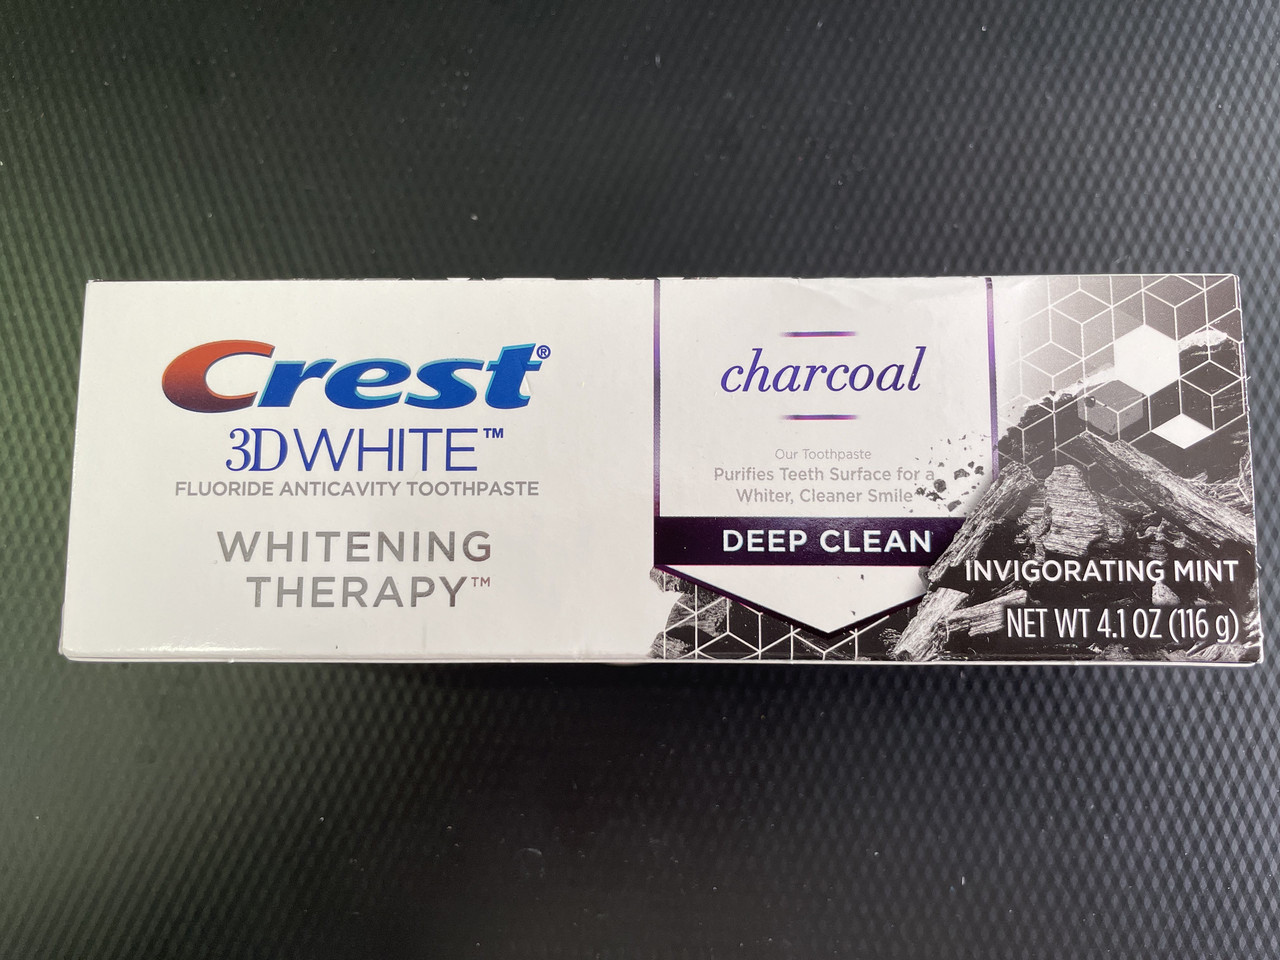 Crest®
3D WHITE™
FLUORIDE ANTICAVITY TOOTHPASTE
WHITENING
THERAPY™
charcoal
Our Toothpaste
Purifies Teeth Surface for a
Whiter, Cleaner Smile
DEEP CLEAN
INVIGORATING MINT
NET WT 4.1 OZ (116 g)